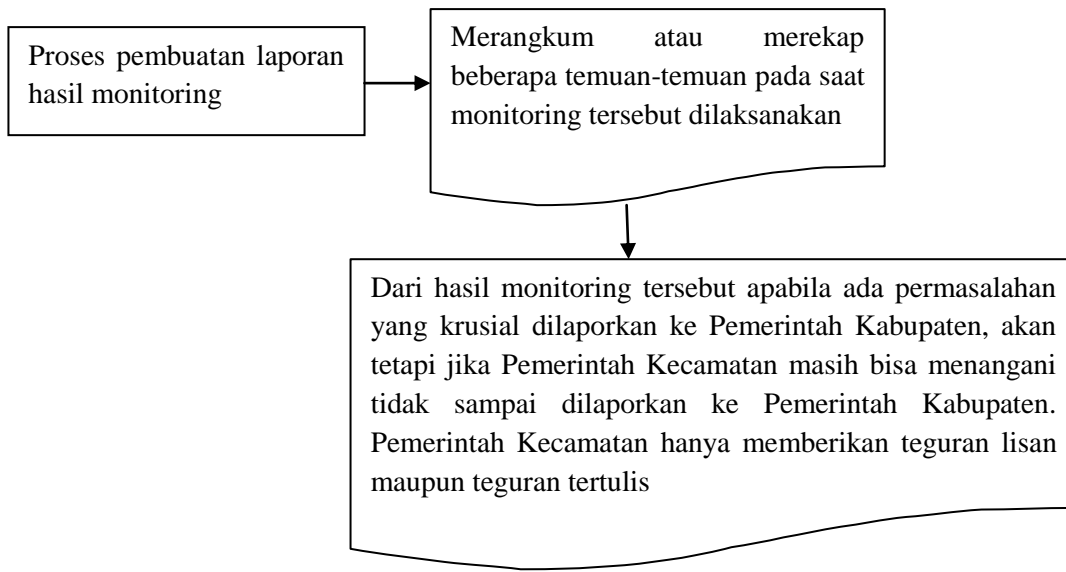 Proses pembuatan laporan
hasil monitoring
Merangkum atau merekap
beberapa temuan-temuan pada saat
monitoring tersebut dilaksanakan
Dari hasil monitoring tersebut apabila ada permasalahan
yang krusial dilaporkan ke Pemerintah Kabupaten, akan
tetapi jika Pemerintah Kecamatan masih bisa menangani
tidak sampai dilaporkan ke Pemerintah Kabupaten.
Pemerintah Kecamatan hanya memberikan teguran lisan
maupun teguran tertulis